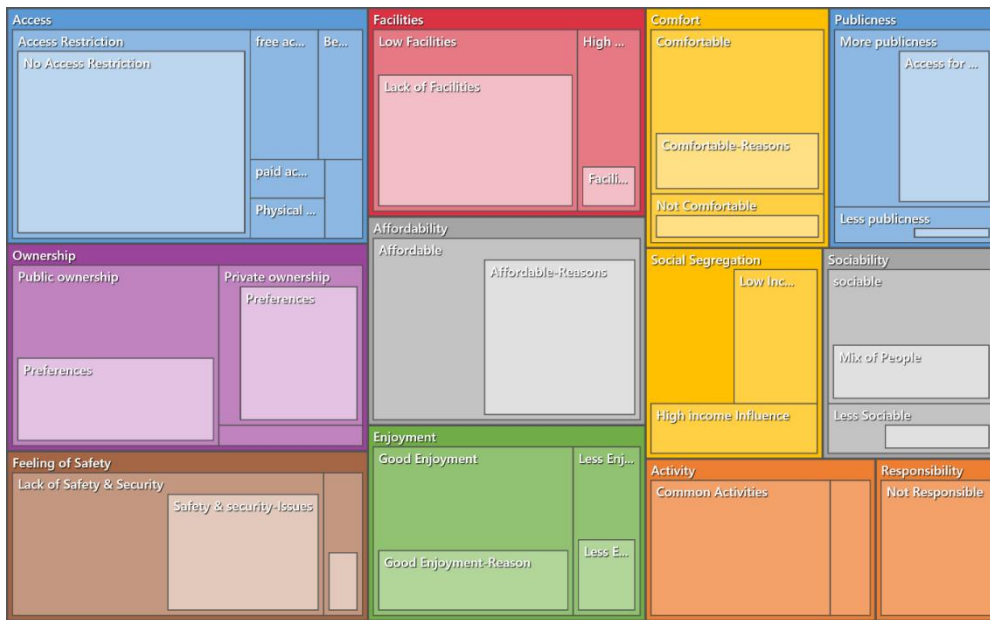 Access
Access Restriction
free ac...
Be...
No Access Restriction
paid ac...
Physical ...
Ownership
Public ownership
Private ownership
Preferences
Preferences
Feeling of Safety
Lack of Safety & Security
Safety & security-Issues
Facilities
Low Facilities
High ...
Lack of Facilities
Facili...
Affordability
Affordable
Affordable-Reasons
Enjoyment
Good Enjoyment
Less Enj...
Good Enjoyment-Reason
Less E...
Comfort
Comfortable
Comfortable-Reasons
Not Comfortable
Publicness
More publicness
Access for ...
Less publicness
Social Segregation
Low Inc...
High income Influence
Sociability
sociable
Mix of People
Less Sociable
Activity
Common Activities
Responsibility
Not Responsible